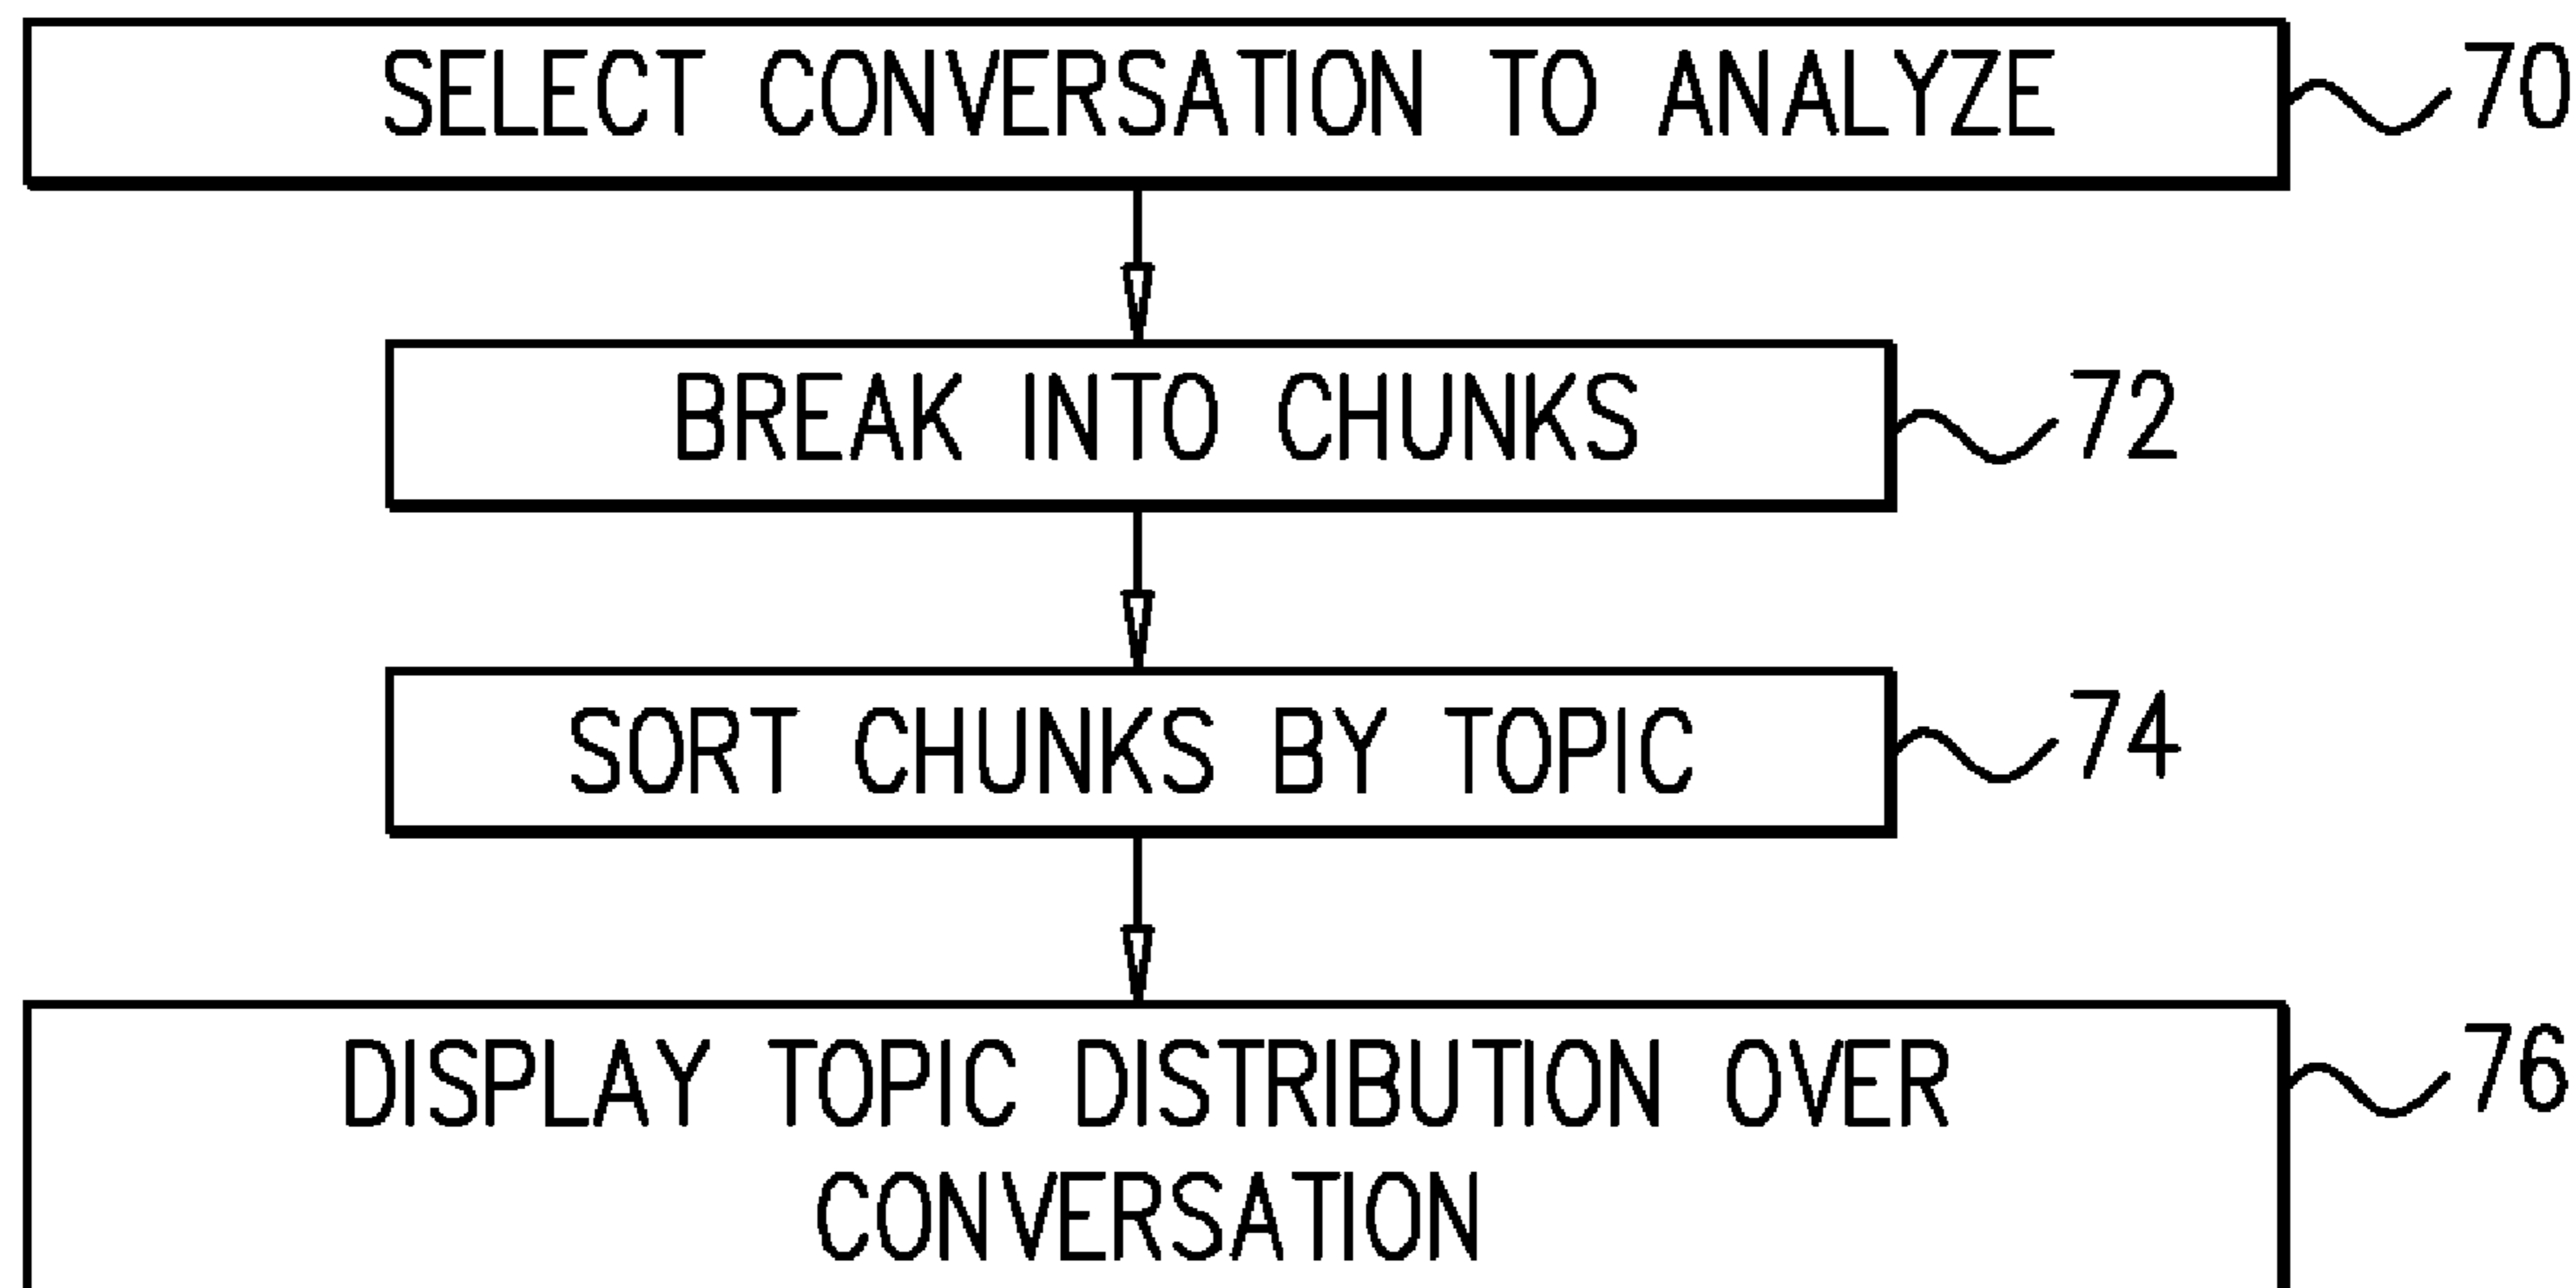 SELECT CONVERSATION TO ANALYZE 70
BREAK INTO CHUNKS 72
SORT CHUNKS BY TOPIC 74
DISPLAY TOPIC DISTRIBUTION OVER 76
CONVERSATION